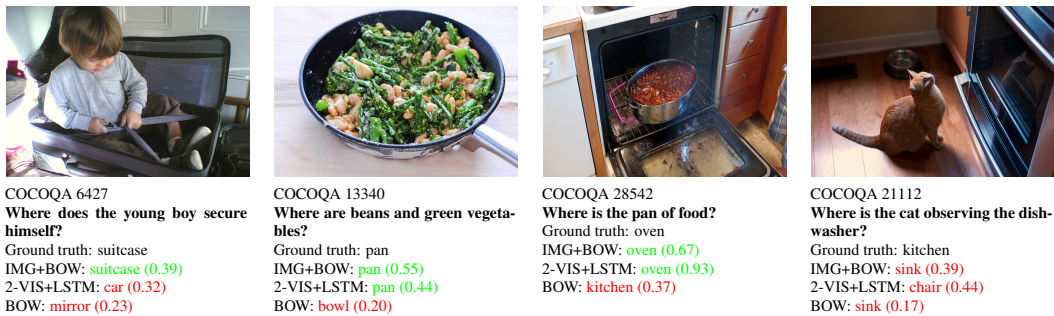 COCOQA 6427
Where does the young boy secure
himself?
Ground truth: suitcase
IMG+BOW: suitcase (0.39)
2-VIS+LSTM: car (0.32)
BOW: mirror (0.23)
COCOQA 13340
Where are beans and green vegeta-
bles?
Ground truth: pan
IMG+BOW: pan (0.55)
2-VIS+LSTM: pan (0.44)
BOW: bowl (0.20)
COCOQA 28542
Where is the pan of food?
Ground truth: oven
IMG+BOW: oven (0.67)
2-VIS+LSTM: oven (0.93)
BOW: kitchen (0.37)
COCOQA 21112
Where is the cat observing the dish-
washer?
Ground truth: kitchen
IMG+BOW: sink (0.39)
2-VIS+LSTM: chair (0.44)
BOW: sink (0.17)